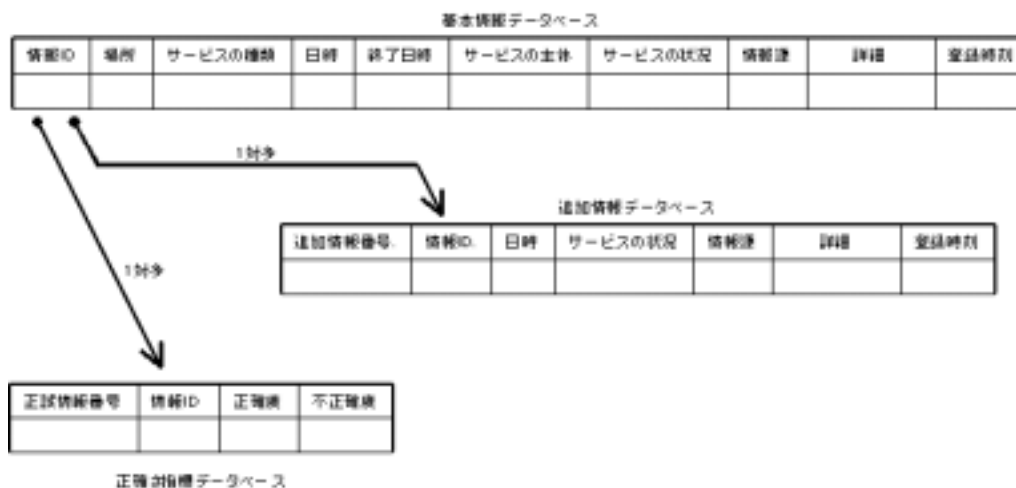 基本情報データベース
情報ID 場所 サービスの種類 日時 終了日時 サービスの主体 サービスの状況 情報源 詳細 登録時刻
1対多
追加情報データベース
追加情報番号. 情報ID. 日時 サービスの状況 情報源 詳細 登録時刻
1対多
情報ID 正確度 不正確度
正確さ指標データベース